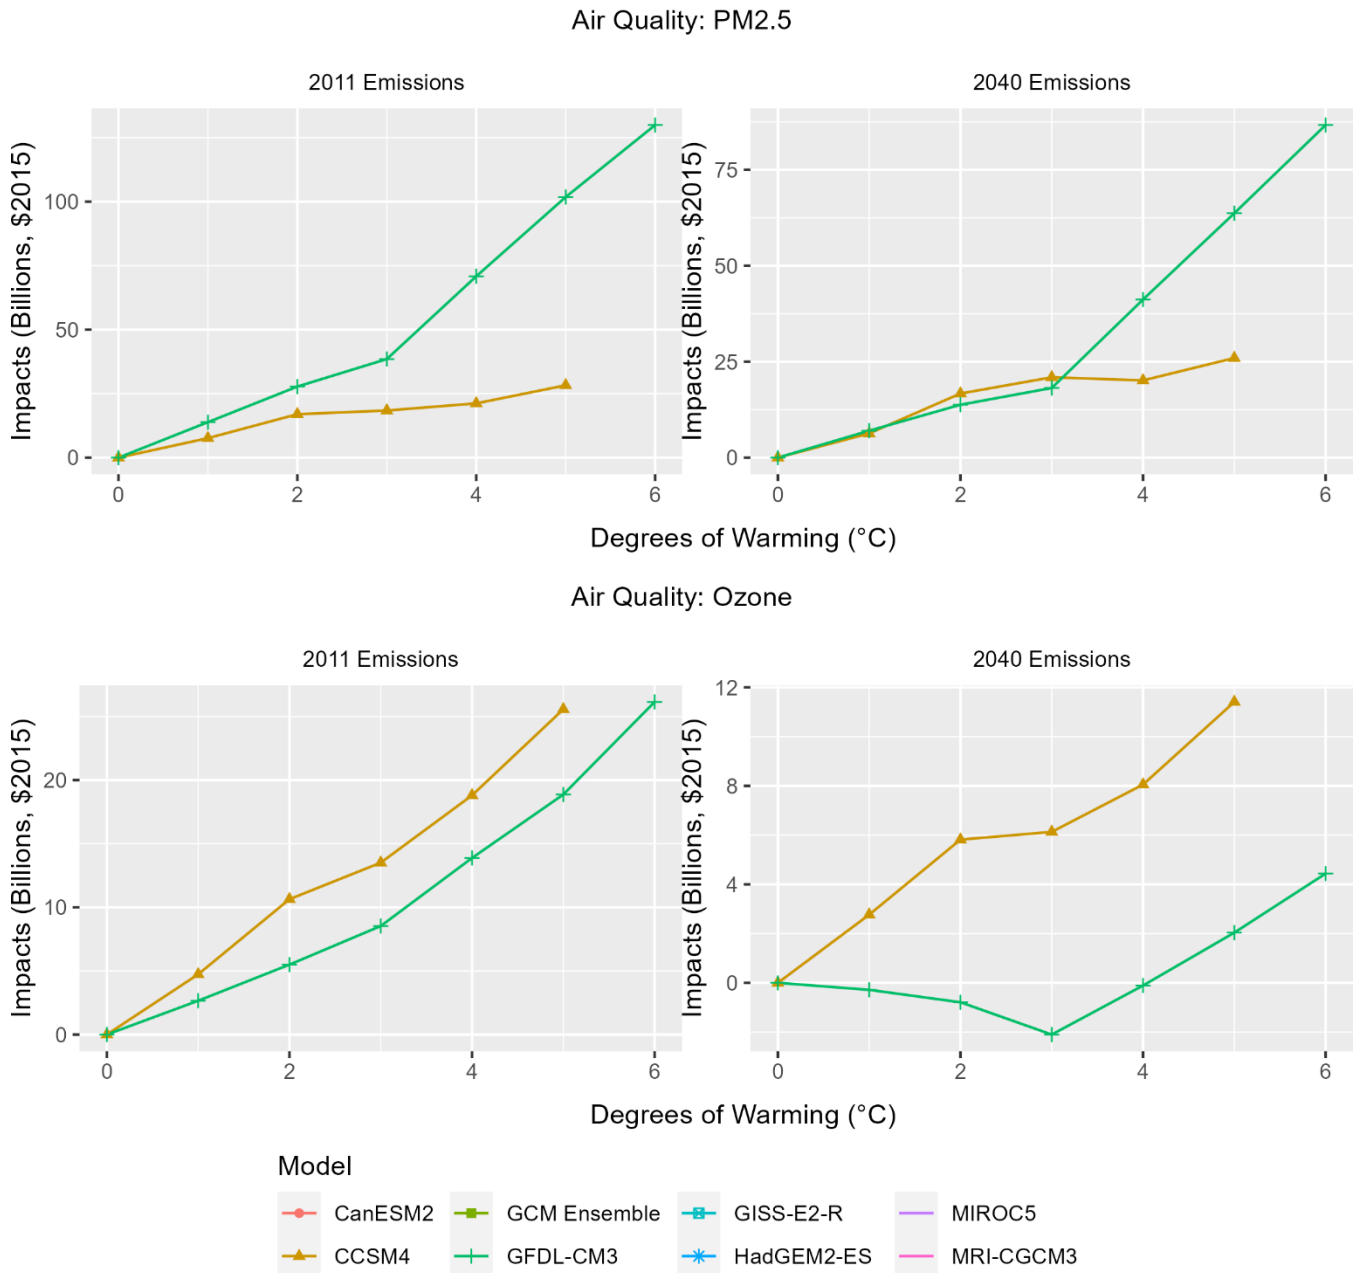 Air Quality: PM2.5
2011 Emissions
2040 Emissions
Impacts (Billions, $2015)
100
50
0
0 2 4 6
Impacts (Billions, $2015)
75
50
25
0
0 2 4 6
Degrees of Warming (°C)
Air Quality: Ozone
2011 Emissions
2040 Emissions
Impacts (Billions, $2015)
20
10
0
0 2 4 6
Impacts (Billions, $2015)
12
8
4
0
0 2 4 6
Degrees of Warming (°C)
Model
CanESM2 GCM Ensemble GISS-E2-R MIROC5
CCSM4 GFDL-CM3 HadGEM2-ES MRI-CGCM3